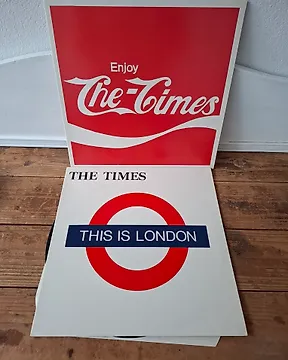 Enjoy
The-Times
THE TIMES
THIS IS LONDON